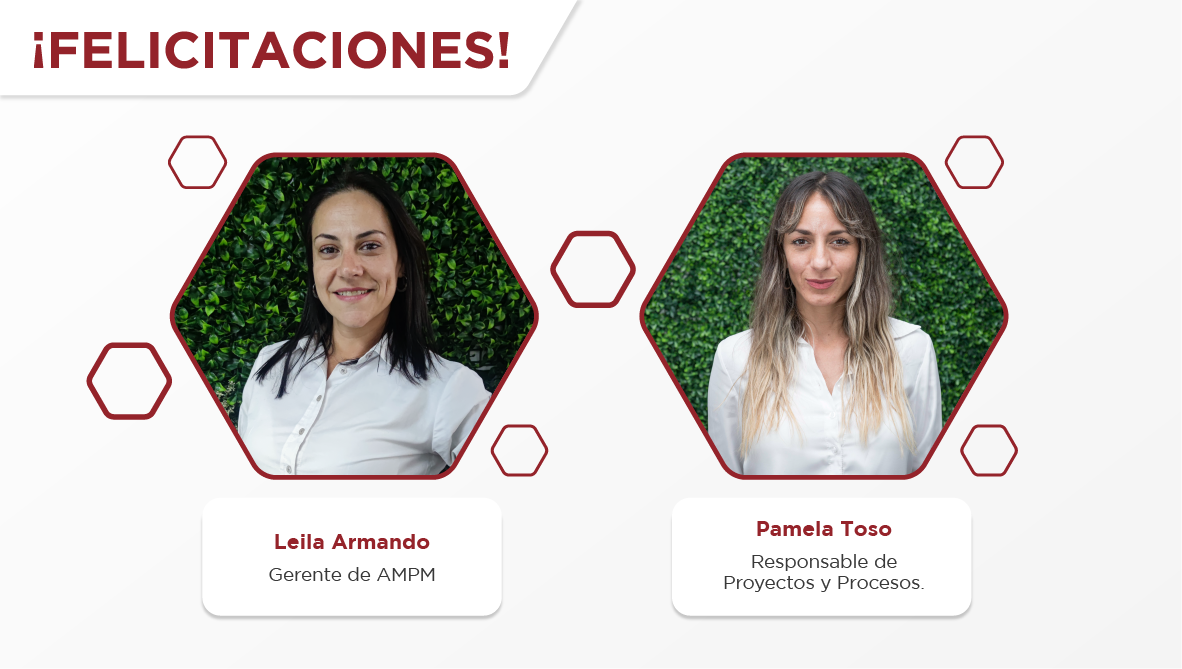 ¡FELICITACIONES!
Leila Armando
Gerente de AMPM
Pamela Toso
Responsable de
Proyectos y Procesos.